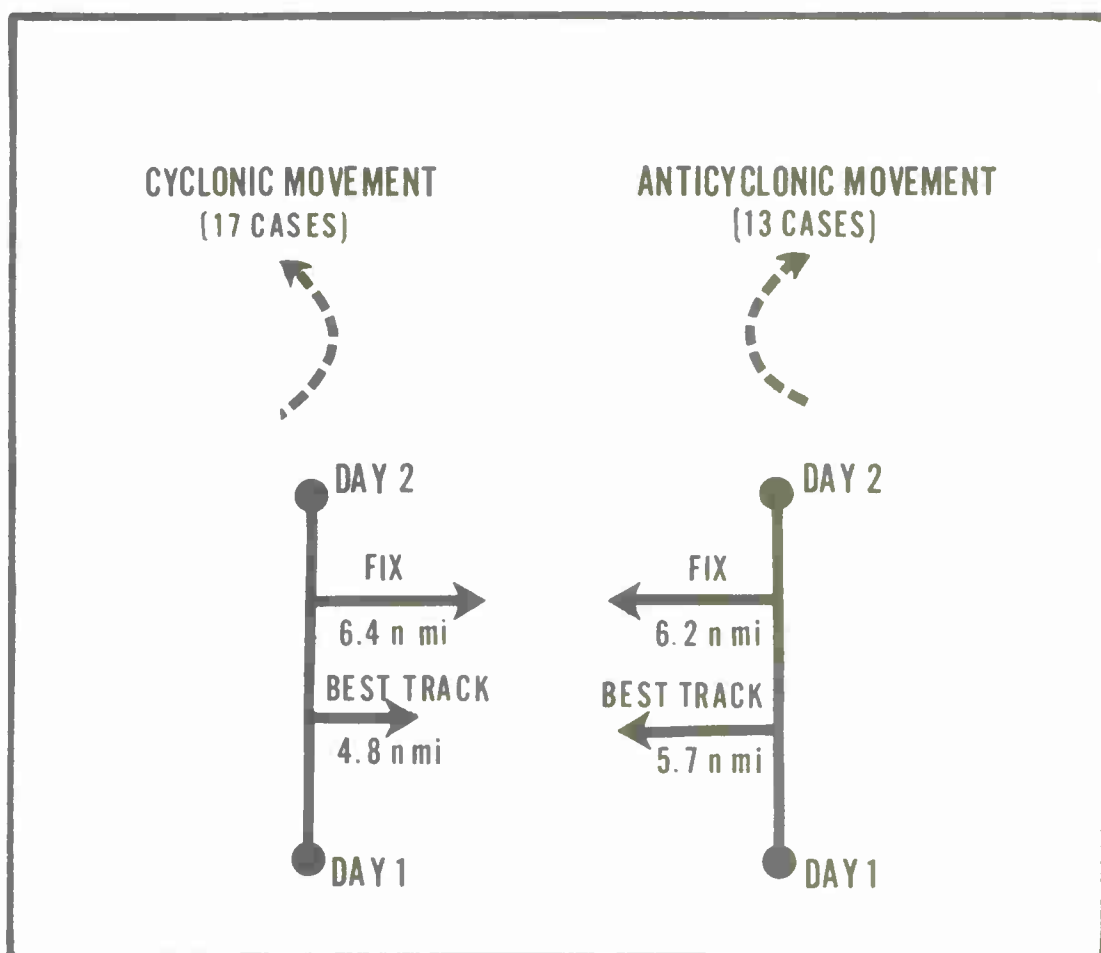 CYCLONIC MOVEMENT
(17 CASES)
DAY 2
FIX
6.4 n mi
BEST TRACK
4.8 n mi
DAY 1
ANTICYCLONIC MOVEMENT
(13 CASES)
DAY 2
FIX
6.2 n mi
BEST TRACK
5.7 n mi
DAY 1